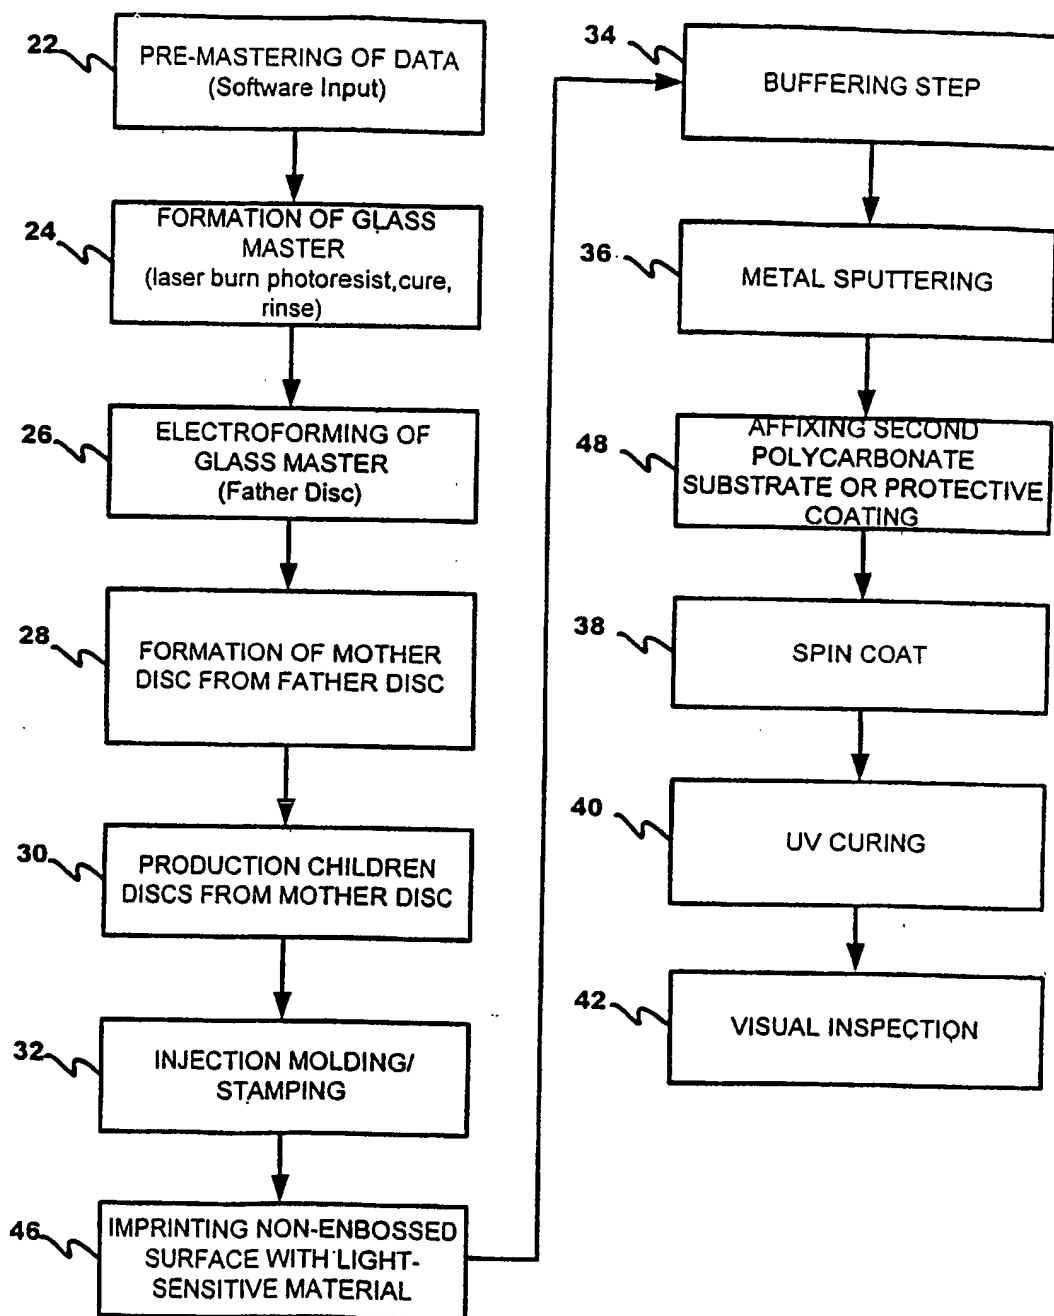 22
PRE-MASTERING OF DATA
(Software Input)
24
FORMATION OF GLASS
MASTER
(laser burn photoresist,cure,
rinse)
26
ELECTROFORMING OF
GLASS MASTER
(Father Disc)
28
FORMATION OF MOTHER
DISC FROM FATHER DISC
30
PRODUCTION CHILDREN
DISCS FROM MOTHER DISC
32
INJECTION MOLDING/
STAMPING
46
IMPRINTING NON-ENBOSSED
SURFACE WITH LIGHT-
SENSITIVE MATERIAL
34
BUFFERING STEP
36
METAL SPUTTERING
48
AFFIXING SECOND
POLYCARBONATE
SUBSTRATE OR PROTECTIVE
COATING
38
SPIN COAT
40
UV CURING
42
VISUAL INSPECTION